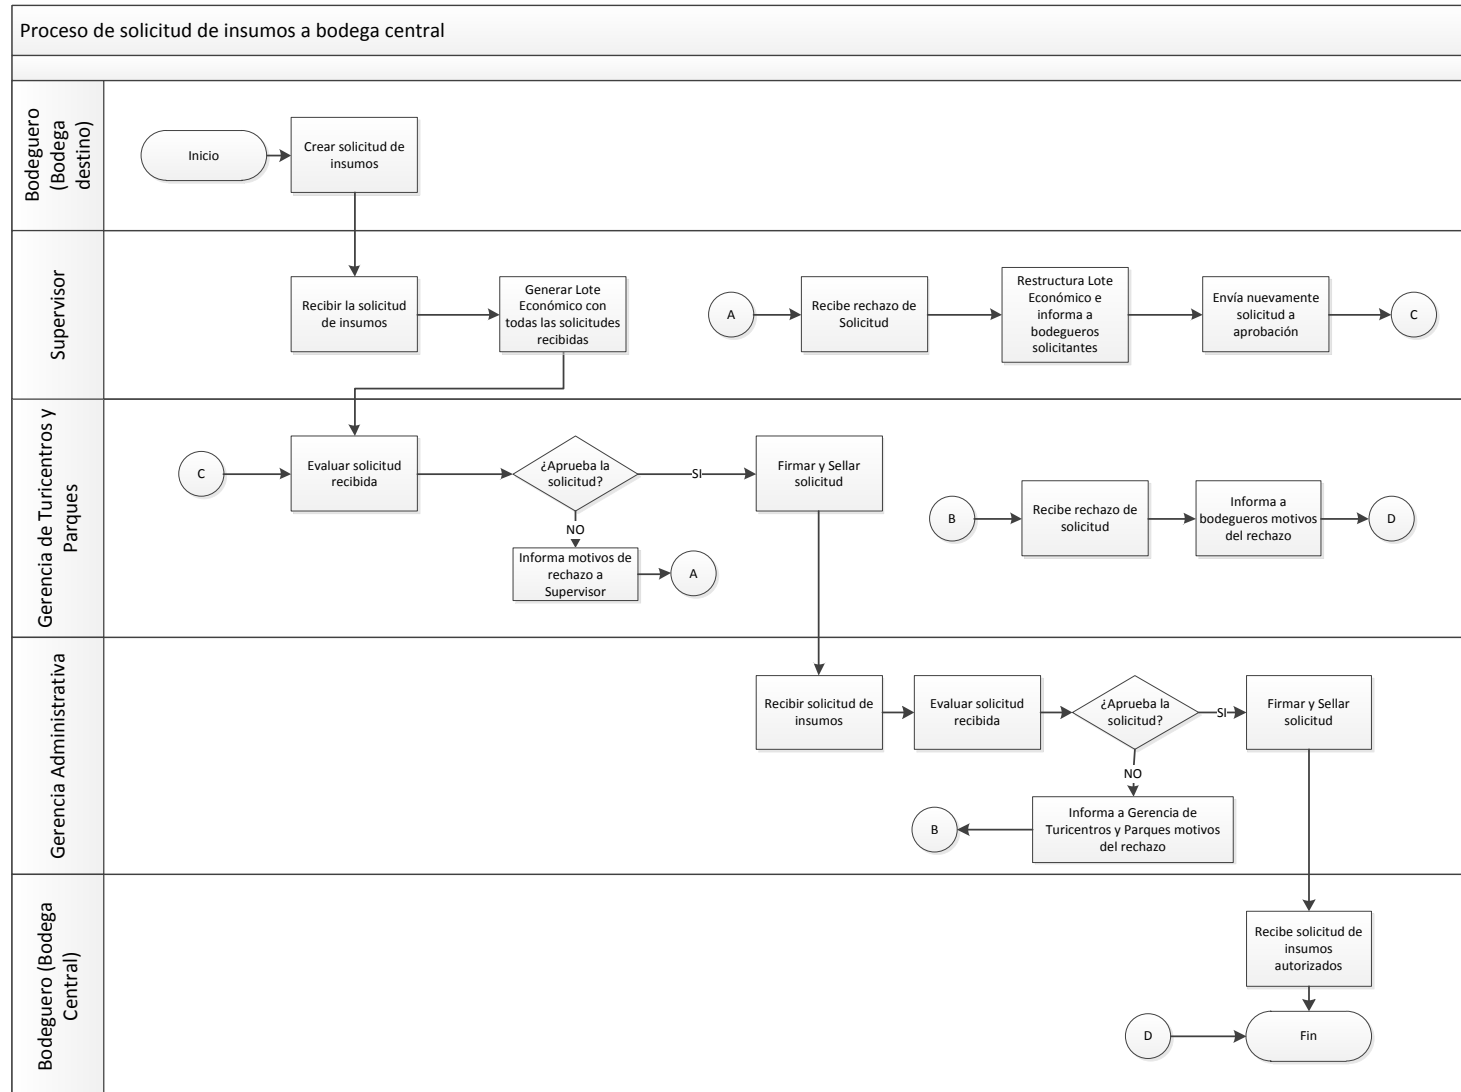 Proceso de solicitud de insumos a bodega central
Bodeguero
(Bodega
destino)
Inicio
Crear solicitud de
insumos
Supervisor
Recibir la solicitud
de insumos
Generar Lote
Económico con
todas las solicitudes
recibidas
A
Recibe rechazo de
Solicitud
Restructura Lote
Económico e
informa a
bodegueros
solicitantes
Envía nuevamente
solicitud a
aprobación
C
Gerencia de Turicentros y
Parques
C
Evaluar solicitud
recibida
¿Aprueba la
solicitud?
SI
Firmar y Sellar
solicitud
NO
Informa motivos de
rechazo a
Supervisor
A
B
Recibe rechazo de
solicitud
Informa a
bodegueros motivos
del rechazo
D
Gerencia Administrativa
Recibir solicitud de
insumos
Evaluar solicitud
recibida
¿Aprueba la
solicitud?
SI
Firmar y Sellar
solicitud
NO
Informa a Gerencia de
Turicentros y Parques motivos
del rechazo
B
Bodeguero (Bodega
Central)
Recibe solicitud de
insumos
autorizados
D
Fin